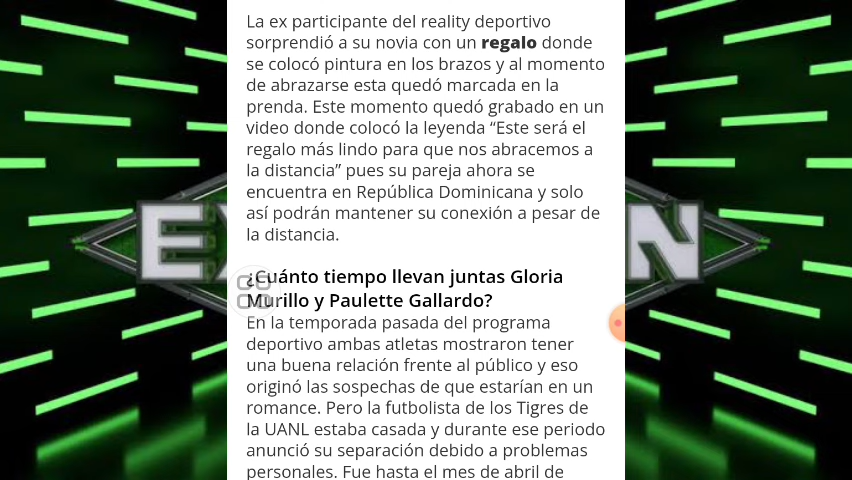 La ex participante del reality deportivo
sorprendió a su novia con un regalo donde
se colocó pintura en los brazos y al momento
de abrazarse esta quedó marcada en la
prenda. Este momento quedó grabado en un
video donde colocó la leyenda “Este será el
regalo más lindo para que nos abracemos a
la distancia” pues su pareja ahora se
encuentra en República Dominicana y solo
así podrán mantener su conexión a pesar de
la distancia.
¿Cuánto tiempo llevan juntas Gloria
Murillo y Paulette Gallardo?
En la temporada pasada del programa
deportivo ambas atletas mostraron tener
una buena relación frente al público y eso
originó las sospechas de que estarían en un
romance. Pero la futbolista de los Tigres de
la UANL estaba casada y durante ese periodo
anunció su separación debido a problemas
personales. Fue hasta el mes de abril de